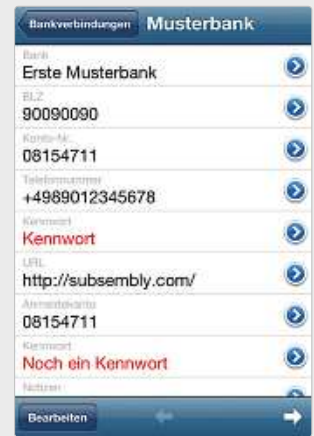 Bankverbindungen Musterbank
Bank
Erste Musterbank
BLZ
90090090
Konto-Nr.
08154711
Telefonnummer
+4989012345678
Kennwort
Kennwort
URL
http://subsembly.com/
Anmeldekonto
08154711
Kennwort
Noch ein Kennwort
Notizen
Bearbeiten